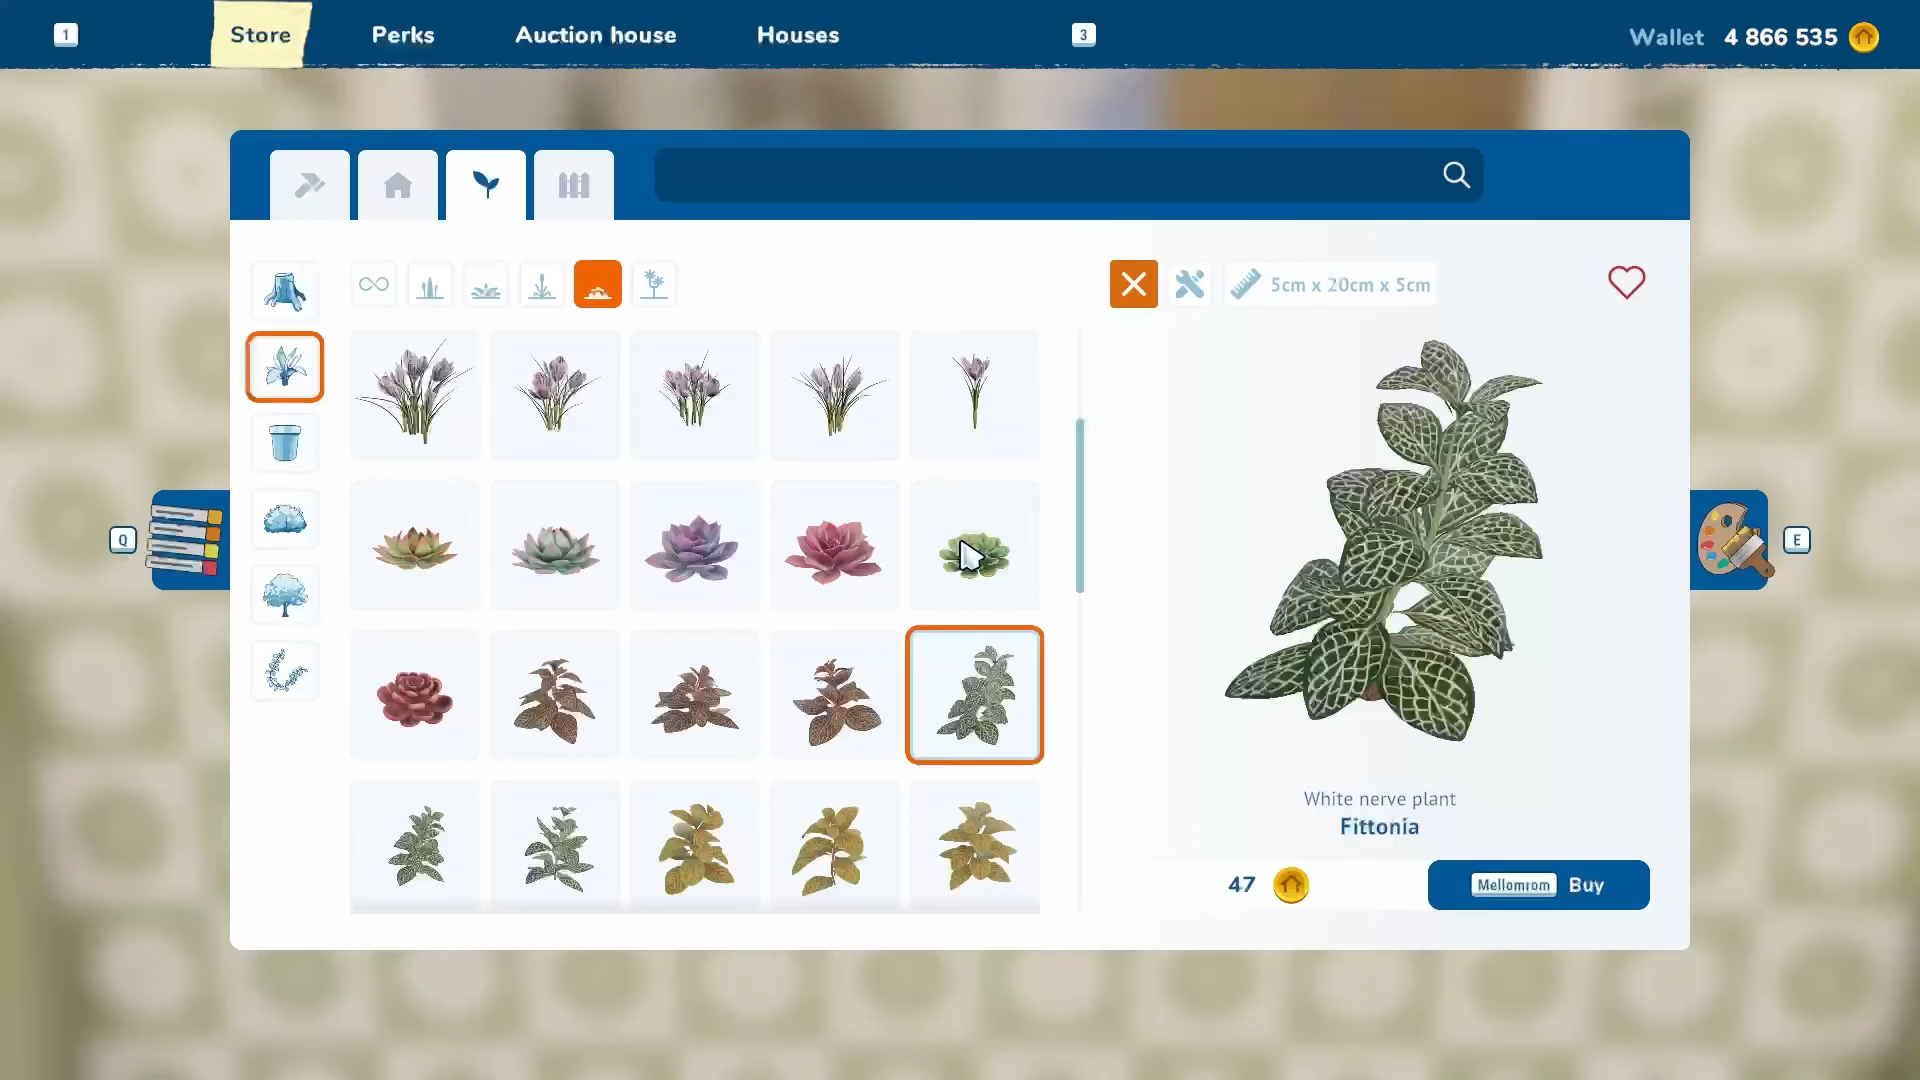 1
Store
Perks
Auction house
Houses
3
Wallet 4 866 535
5cm x 20cm x 5cm
Q
E
White nerve plant
Fittonia
47
Mellomrom Buy